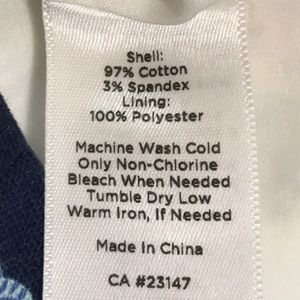 Shell:
97% Cotton
3% Spandex
Lining:
100% Polyester
Machine Wash Cold
Only Non-Chlorine
Bleach When Needed
Tumble Dry Low
Warm Iron, If Needed
Made In China
CA #23147